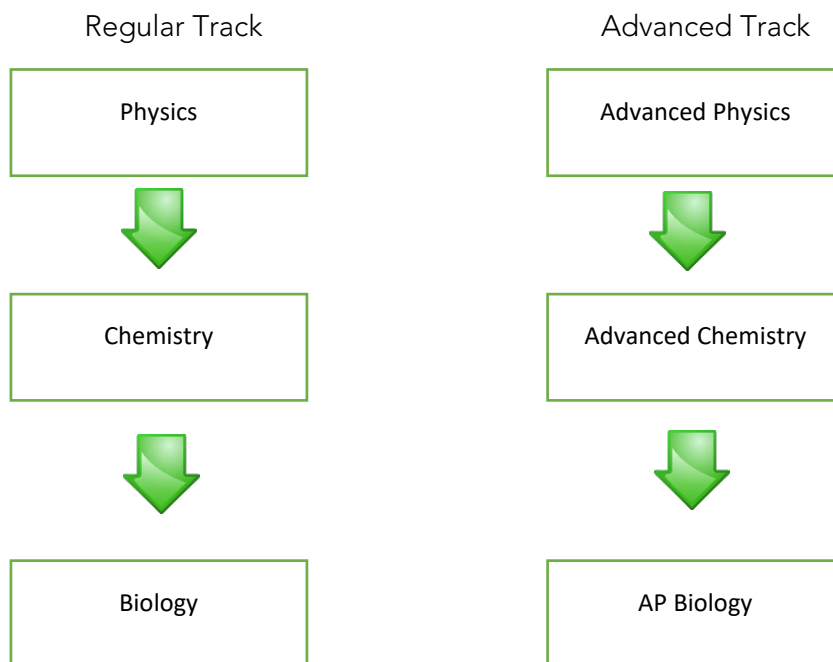 Regular Track
Advanced Track
Physics
Advanced Physics
Chemistry
Advanced Chemistry
Biology
AP Biology